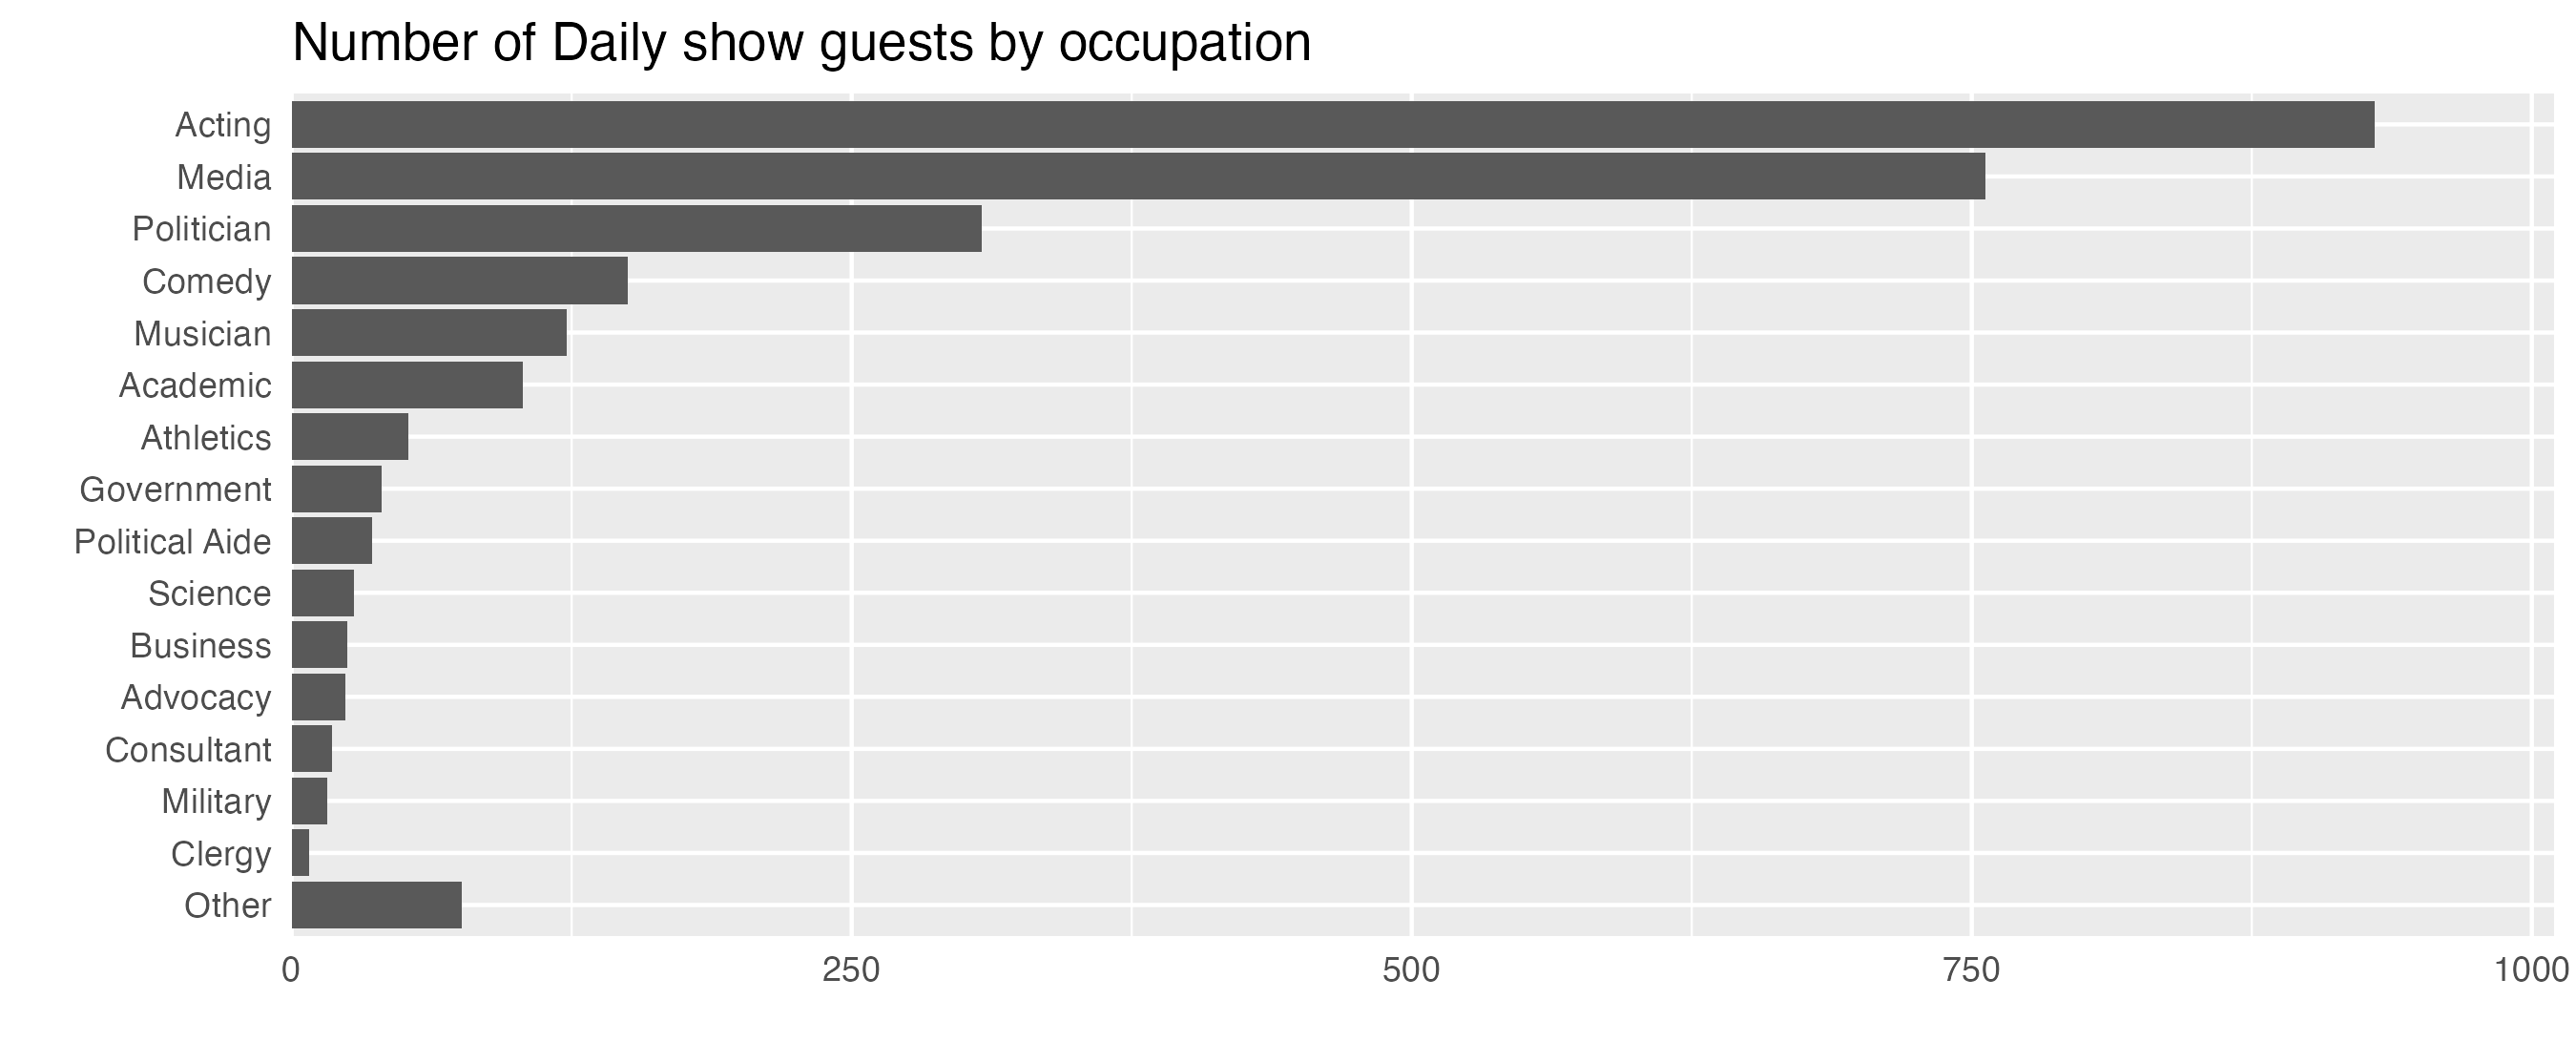 Number of Daily show guests by occupation
Acting
Media
Politician
Comedy
Musician
Academic
Athletics
Government
Political Aide
Science
Business
Advocacy
Consultant
Military
Clergy
Other
0 250 500 750 1000